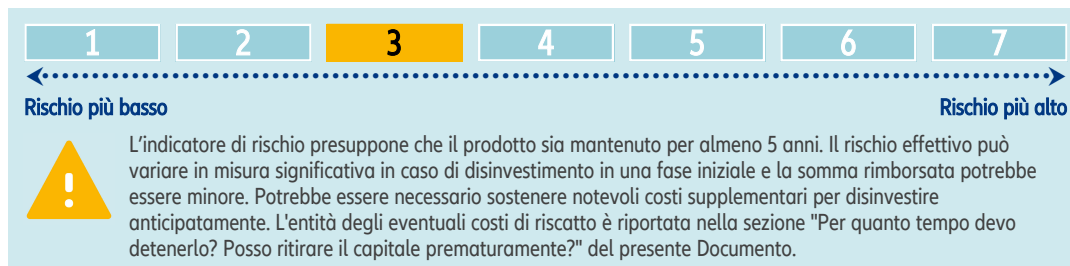 1 2 3 4 5 6 7
Rischio più basso Rischio più alto
L'indicatore di rischio presuppone che il prodotto sia mantenuto per almeno 5 anni. Il rischio effettivo può
variare in misura significativa in caso di disinvestimento in una fase iniziale e la somma rimborsata potrebbe
essere minore. Potrebbe essere necessario sostenere notevoli costi supplementari per disinvestire
anticipatamente. L'entità degli eventuali costi di riscatto è riportata nella sezione "Per quanto tempo devo
detenerlo? Posso ritirare il capitale prematuramente?" del presente Documento.